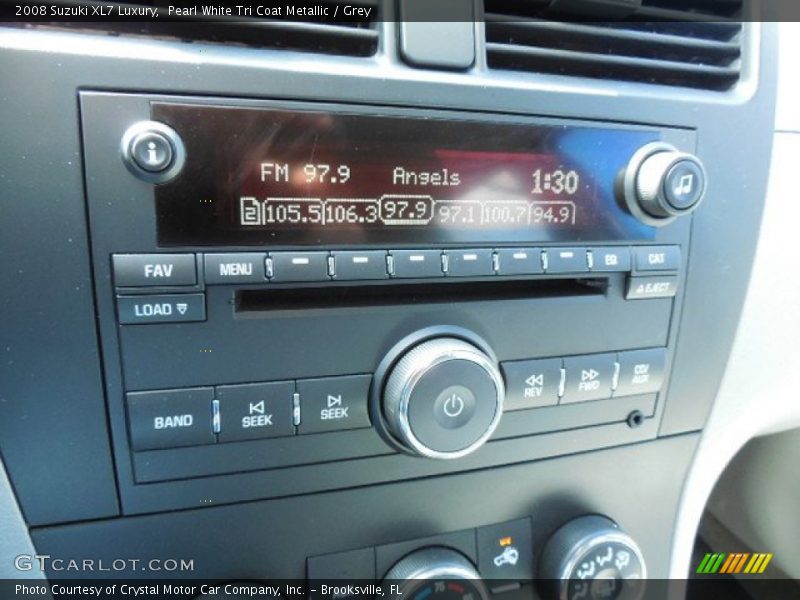 2008 Suzuki XL7 Luxury, Pearl White Tri Coat Metallic / Grey
i
FM 97.9 Angels 1:30
2 105.5 106.3 97.9 97.1 100.7 94.9
FAV MENU EQ CAT
LOAD EJECT
BAND SEEK SEEK REV FWD CD/AUX
GTCARLOT.COM
Photo Courtesy of Crystal Motor Car Company, Inc. - Brooksville, FL